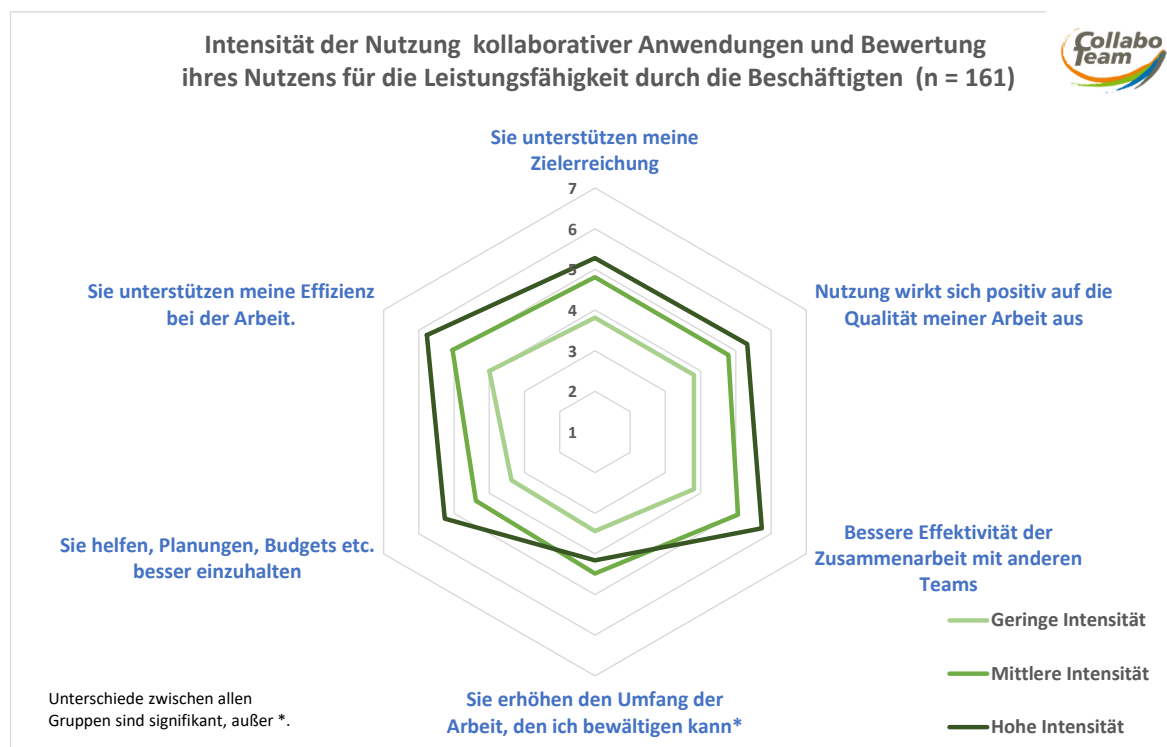 Intensität der Nutzung kollaborativer Anwendungen und Bewertung
ihres Nutzens für die Leistungsfähigkeit durch die Beschäftigten (n = 161)
Collabo
Team
Sie unterstützen meine
Zielerreichung
7
6
5
4
3
2
1
Nutzung wirkt sich positiv auf die
Qualität meiner Arbeit aus
Bessere Effektivität der
Zusammenarbeit mit anderen
Teams
Sie erhöhen den Umfang der
Arbeit, den ich bewältigen kann*
Sie helfen, Planungen, Budgets etc.
besser einzuhalten
Sie unterstützen meine Effizienz
bei der Arbeit.
Geringe Intensität
Mittlere Intensität
Hohe Intensität
Unterschiede zwischen allen
Gruppen sind signifikant, außer *.